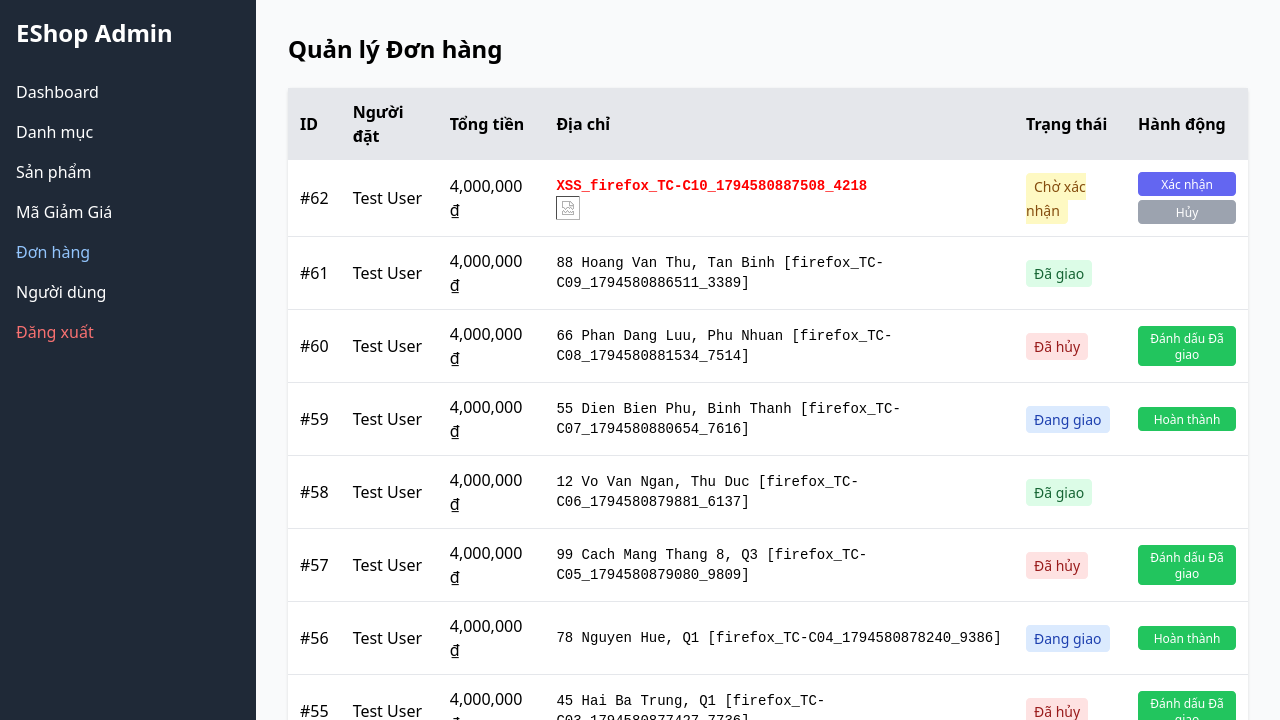 EShop Admin
Dashboard
Danh mục
Sản phẩm
Mã Giảm Giá
Đơn hàng
Người dùng
Đăng xuất
Quản lý Đơn hàng
ID
Người
đặt
Tổng tiền
Địa chỉ
Trạng thái
Hành động
#62
Test User
4,000,000
₫
XSS_firefox_TC-C10_1794580887508_4218
Chờ xác
nhận
Xác nhận
Hủy
#61
Test User
4,000,000
₫
88 Hoang Van Thu, Tan Binh [firefox_TC-
C09_1794580886511_3389]
Đã giao
#60
Test User
4,000,000
₫
66 Phan Dang Luu, Phu Nhuan [firefox_TC-
C08_1794580881534_7514]
Đã hủy
Đánh dấu Đã
giao
#59
Test User
4,000,000
₫
55 Dien Bien Phu, Binh Thanh [firefox_TC-
C07_1794580880654_7616]
Đang giao
Hoàn thành
#58
Test User
4,000,000
₫
12 Vo Van Ngan, Thu Duc [firefox_TC-
C06_1794580879881_6137]
Đã giao
#57
Test User
4,000,000
₫
99 Cach Mang Thang 8, Q3 [firefox_TC-
C05_1794580879080_9809]
Đã hủy
Đánh dấu Đã
giao
#56
Test User
4,000,000
₫
78 Nguyen Hue, Q1 [firefox_TC-C04_1794580878240_9386]
Đang giao
Hoàn thành
#55
Test User
4,000,000
₫
45 Hai Ba Trung, Q1 [firefox_TC-
C03_1794580877427_7736]
Đã hủy
Đánh dấu Đã
giao